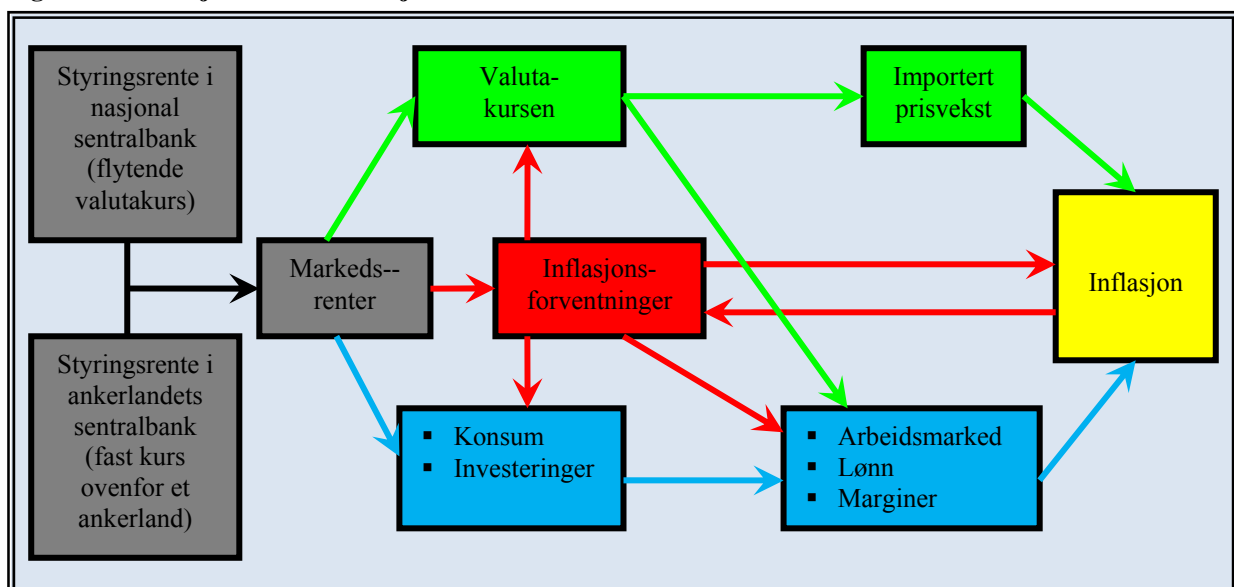 Styringsrente i
nasjonal
sentralbank
(flytende
valutakurs)
Valuta-
kursen
Importert
prisvekst
Markeds--
renter
Inflasjons-
forventninger
Inflasjon
Styringsrente i
ankerlandets
sentralbank
(fast kurs
ovenfor et
ankerland)
▪ Konsum
▪ Investeringer
▪ Arbeidsmarked
▪ Lønn
▪ Marginer